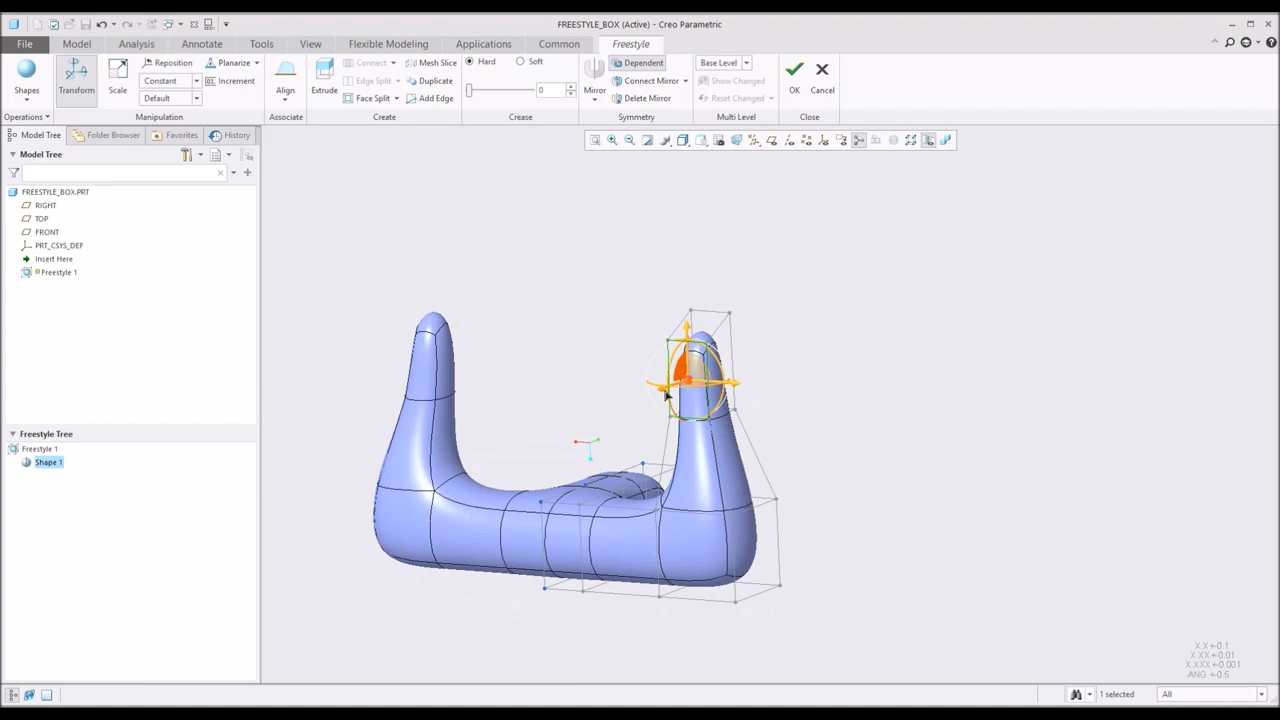 FREESTYLE_BOX (Active) - Creo Parametric
File Model Analysis Annotate Tools View Flexible Modeling Applications Common Freestyle
Shapes
Operations
Transform
Scale
Reposition
Constant
Default
Planarize
Increment
Manipulation
Align
Associate
Extrude
Connect
Edge Split
Face Split
Mesh Slice
Duplicate
Add Edge
Create
Hard
Soft
0
Crease
Mirror
Dependent
Connect Mirror
Delete Mirror
Symmetry
Base Level
Show Changed
Reset Changed
Multi Level
OK
Cancel
Close
Model Tree
Folder Browser
Favorites
History
Model Tree
FREESTYLE_BOX.PRT
RIGHT
TOP
FRONT
PRT_CSYS_DEF
Insert Here
Freestyle 1
Freestyle Tree
Freestyle 1
Shape 1
X.X+-0.1
X.XX+-0.01
X.XXX+-0.001
ANG.+-0.5
1 selected
All